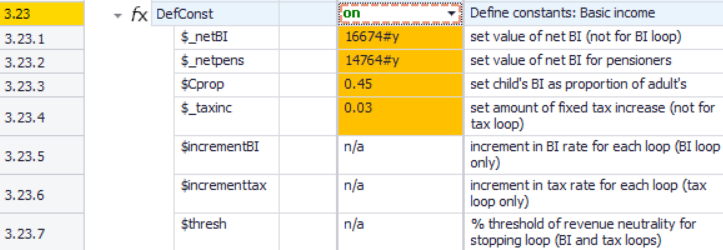 3.23 fx DefConst on Define constants: Basic income
3.23.1 $_netBI 16674#y set value of net BI (not for BI loop)
3.23.2 $_netpens 14764#y set value of net BI for pensioners
3.23.3 $Cprop 0.45 set child's BI as proportion of adult's
3.23.4 $_taxinc 0.03 set amount of fixed tax increase (not for
tax loop)
3.23.5 $incrementBI n/a increment in BI rate for each loop (BI loop
only)
3.23.6 $incrementtax n/a increment in tax rate for each loop (tax
loop only)
3.23.7 $thresh n/a % threshold of revenue neutrality for
stopping loop (BI and tax loops)